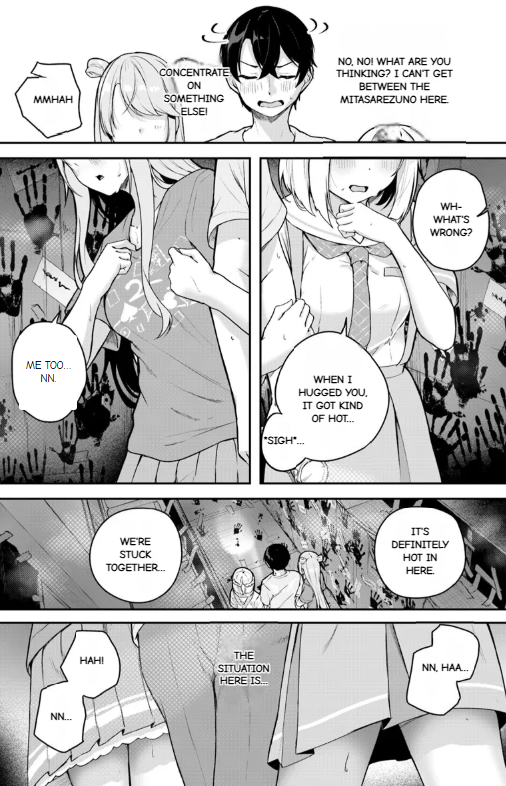 NO, NO! WHAT ARE YOU
THINKING? I CAN'T GET
BETWEEN THE
MITASAREZUNO HERE.
CONCENTRATE
ON
SOMETHING
ELSE!
MMHAH
WH-
WHAT'S
WRONG?
WHEN I
HUGGED YOU,
IT GOT KIND
OF HOT...
*SIGH*...
ME TOO...
NN.
IT'S
DEFINITELY
HOT IN
HERE.
WE'RE
STUCK
TOGETHER...
NN, HAA...
THE
SITUATION
HERE IS...
HAH!
NN...